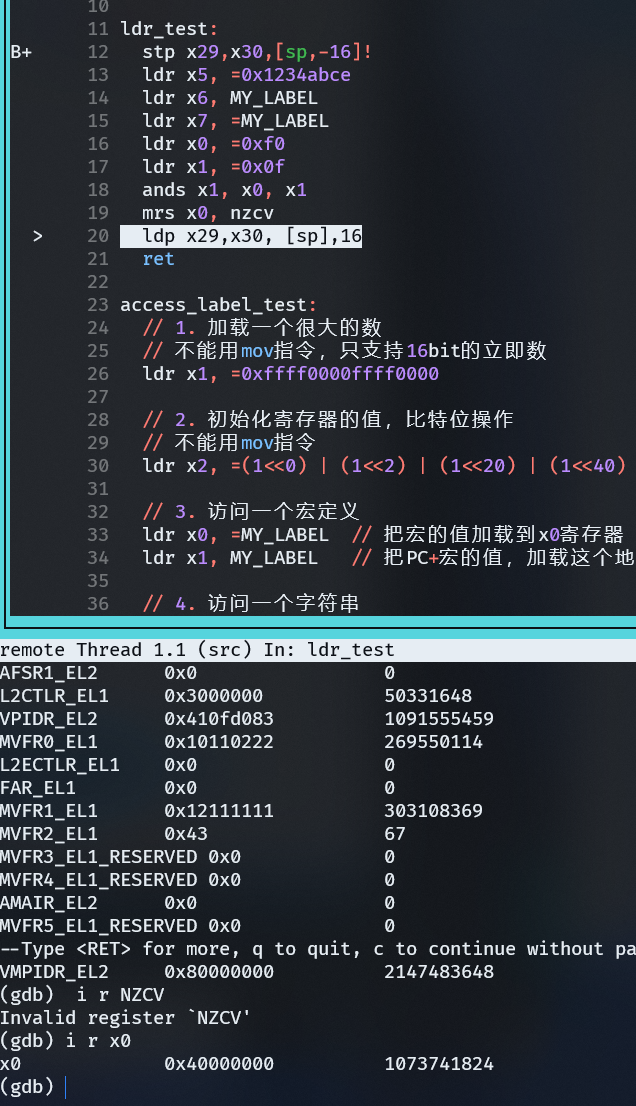 10
11 ldr_test:
B+ 12 stp x29,x30,[sp,-16]!
13 ldr x5, =0x1234abce
14 ldr x6, MY_LABEL
15 ldr x7, =MY_LABEL
16 ldr x0, =0xf0
17 ldr x1, =0x0f
18 ands x1, x0, x1
19 mrs x0, nzcv
> 20 ldp x29,x30, [sp],16
21 ret
22
23 access_label_test:
24 // 1. 加载一个很大的数
25 // 不能用mov指令，只支持16bit的立即数
26 ldr x1, =0xffff0000ffff0000
27
28 // 2. 初始化寄存器的值，比特位操作
29 // 不能用mov指令
30 ldr x2, =(1<<0) | (1<<2) | (1<<20) | (1<<40)
31
32 // 3. 访问一个宏定义
33 ldr x0, =MY_LABEL // 把宏的值加载到x0寄存器
34 ldr x1, MY_LABEL // 把PC+宏的值，加载这个地
35
36 // 4. 访问一个字符串
remote Thread 1.1 (src) In: ldr_test
AFSR1_EL2 0x0 0
L2CTLR_EL1 0x3000000 50331648
VPIDR_EL2 0x410fd083 1091555459
MVFR0_EL1 0x10110222 269550114
L2ECTLR_EL1 0x0 0
FAR_EL1 0x0 0
MVFR1_EL1 0x12111111 303108369
MVFR2_EL1 0x43 67
MVFR3_EL1_RESERVED 0x0 0
MVFR4_EL1_RESERVED 0x0 0
AMAIR_EL2 0x0 0
MVFR5_EL1_RESERVED 0x0 0
--Type <RET> for more, q to quit, c to continue without pa
VMPIDR_EL2 0x80000000 2147483648
(gdb)  i r NZCV
Invalid register `NZCV'
(gdb) i r x0
x0 0x40000000 1073741824
(gdb)